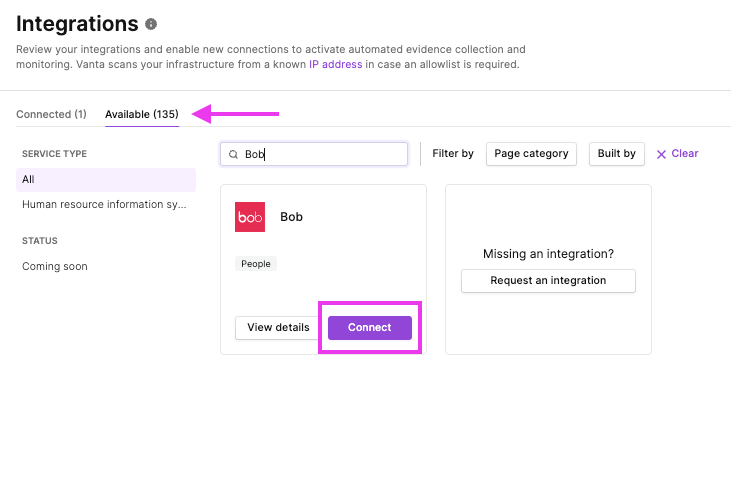 Integrations
Review your integrations and enable new connections to activate automated evidence collection and
monitoring. Vanta scans your infrastructure from a known IP address in case an allowlist is required.
Connected (1) Available (135)
SERVICE TYPE
All
Human resource information sy...
STATUS
Coming soon
Bob
Filter by Page category Built by Clear
bob Bob
People
View details Connect
Missing an integration?
Request an integration